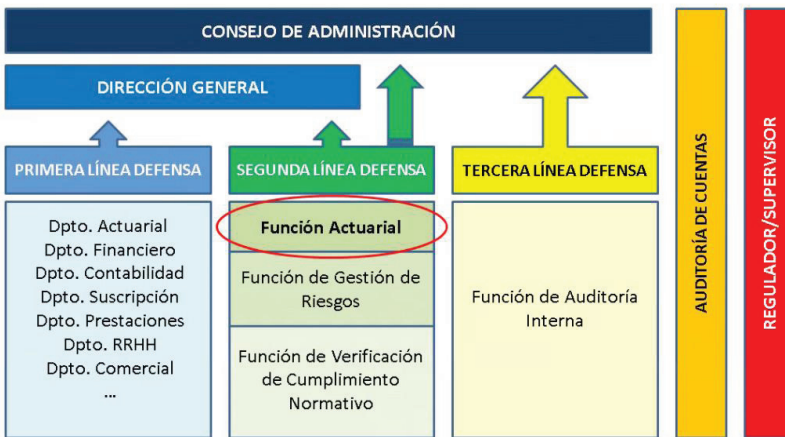 CONSEJO DE ADMINISTRACIÓN
DIRECCIÓN GENERAL
PRIMERA LÍNEA DEFENSA
Dpto. Actuarial
Dpto. Financiero
Dpto. Contabilidad
Dpto. Suscripción
Dpto. Prestaciones
Dpto. RRHH
Dpto. Comercial
...
SEGUNDA LÍNEA DEFENSA
Función Actuarial
Función de Gestión de
Riesgos
Función de Verificación
de Cumplimiento
Normativo
TERCERA LÍNEA DEFENSA
Función de Auditoría
Interna
AUDITORÍA DE CUENTAS
REGULADOR/SUPERVISOR